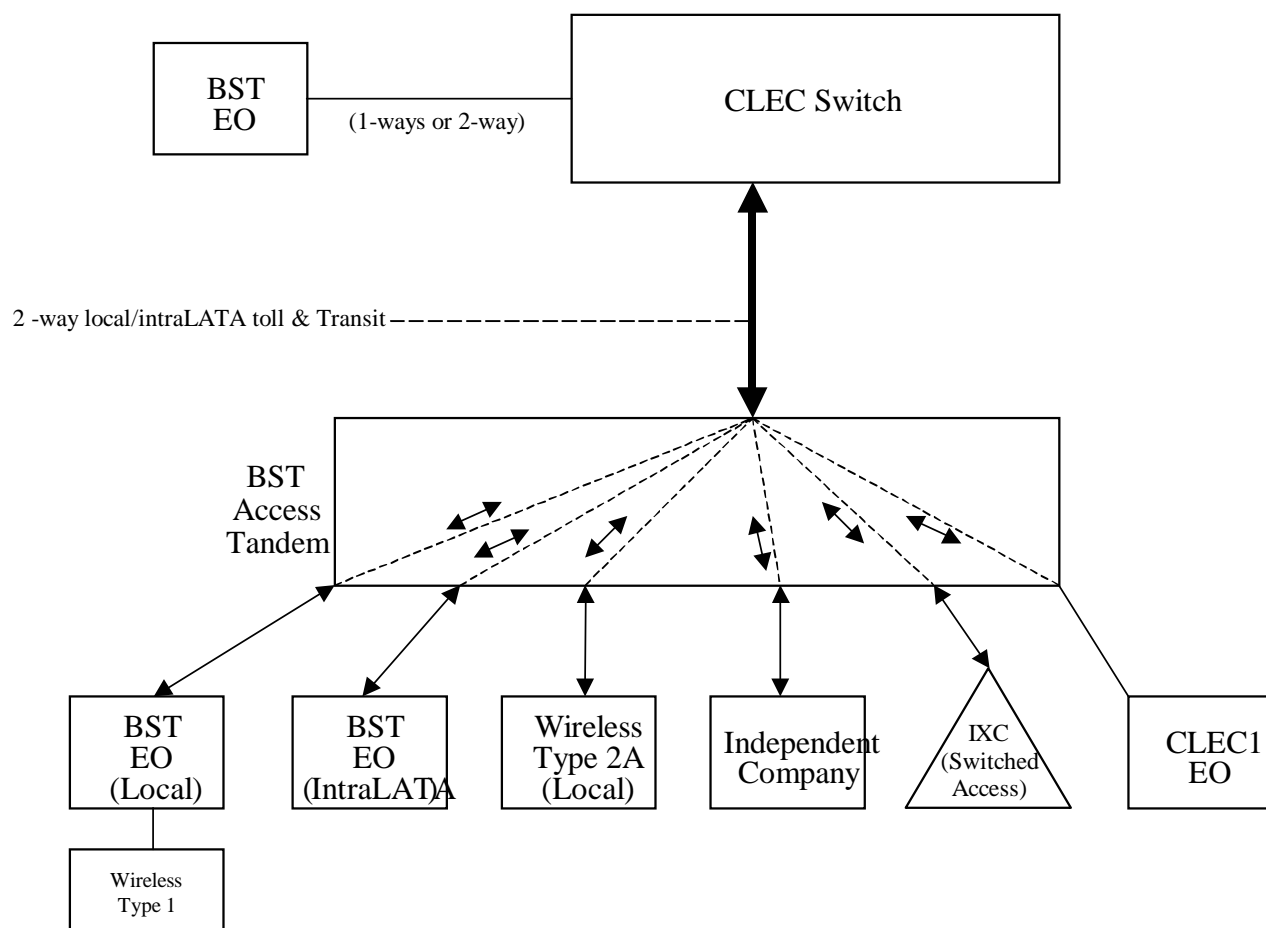 BST
EO
(1-ways or 2-way)
CLEC Switch
2 -way local/intraLATA toll & Transit
BST
Access
Tandem
BST
EO
(Local)
BST
EO
(IntraLATA)
Wireless
Type 2A
(Local)
Independent
Company
IXC
(Switched
Access)
CLEC1
EO
Wireless
Type 1